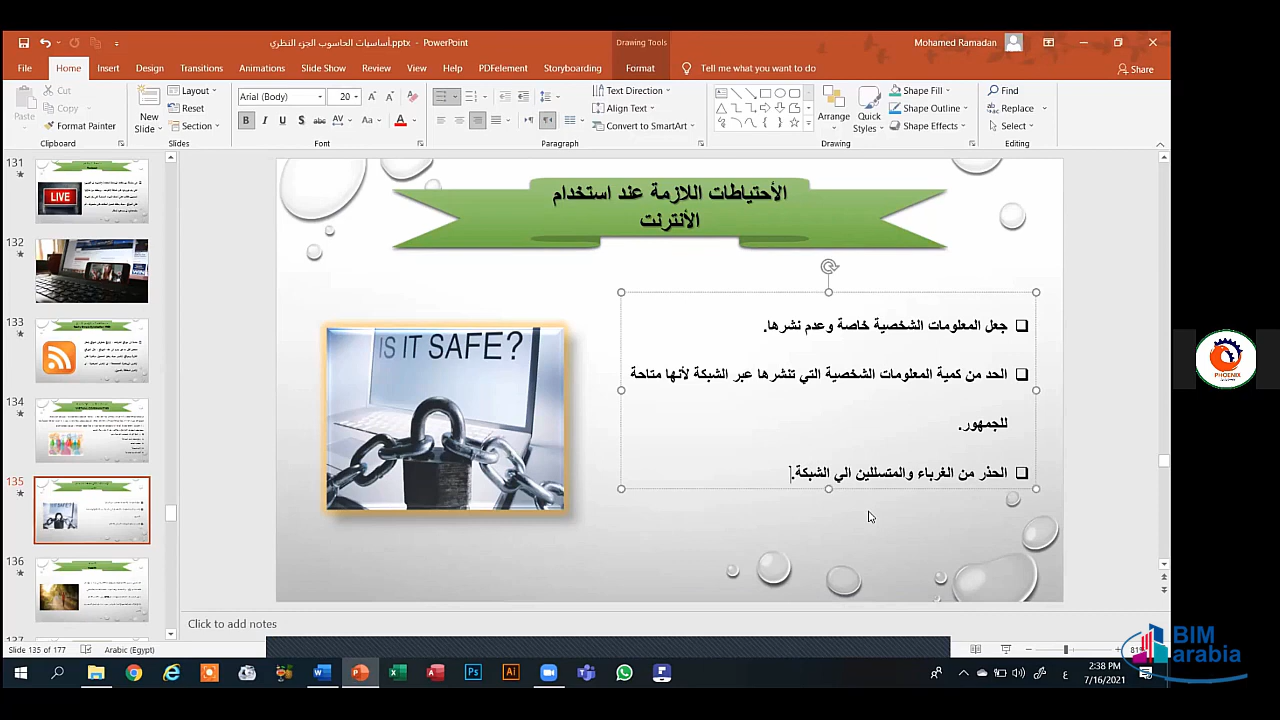 أساسيات الحاسوب الجزء النظري.pptx - PowerPoint
Drawing Tools
Mohamed Ramadan
File Home Insert Design Transitions Animations Slide Show Review View Help PDFelement Storyboarding Format Tell me what you want to do Share
Paste
Cut
Copy
Format Painter
Clipboard
New Slide
Layout
Reset
Section
Slides
Arial (Body) 20
B I U S abc AV Aa A
Font
Text Direction
Align Text
Convert to SmartArt
Paragraph
Arrange
Quick Styles
Shape Fill
Shape Outline
Shape Effects
Drawing
Find
Replace
Select
Editing
131
LIVE
132
133
134
135
136
137
الأحتياطات اللازمة عند استخدام
الأنترنت
IS IT SAFE?
جعل المعلومات الشخصية خاصة وعدم نشرها.
الحد من كمية المعلومات الشخصية التي تنشرها عبر الشبكة لأنها متاحة
للجمهور.
الحذر من الغرباء والمتسللين الي الشبكة.
PHOENIX
Click to add notes
Slide 135 of 177 Arabic (Egypt)
BIM
arabia
2:38 PM
7/16/2021